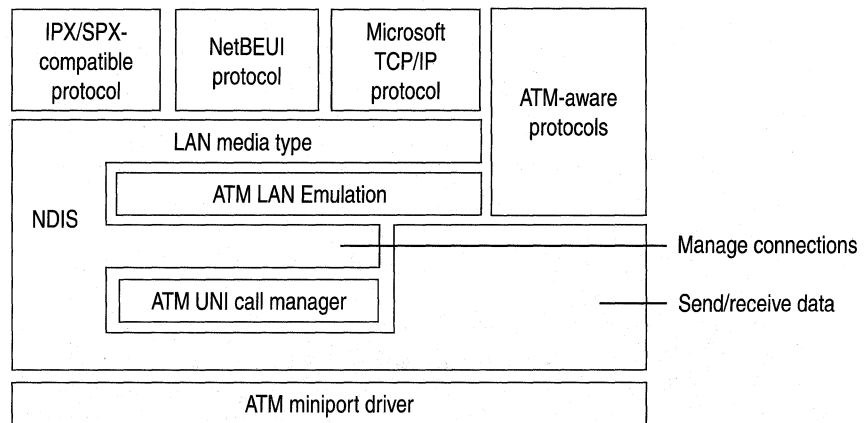 IPX/SPX-
compatible
protocol
NetBEUI
protocol
Microsoft
TCP/IP
protocol
ATM-aware
protocols
LAN media type
ATM LAN Emulation
NDIS
Manage connections
ATM UNI call manager
Send/receive data
ATM miniport driver